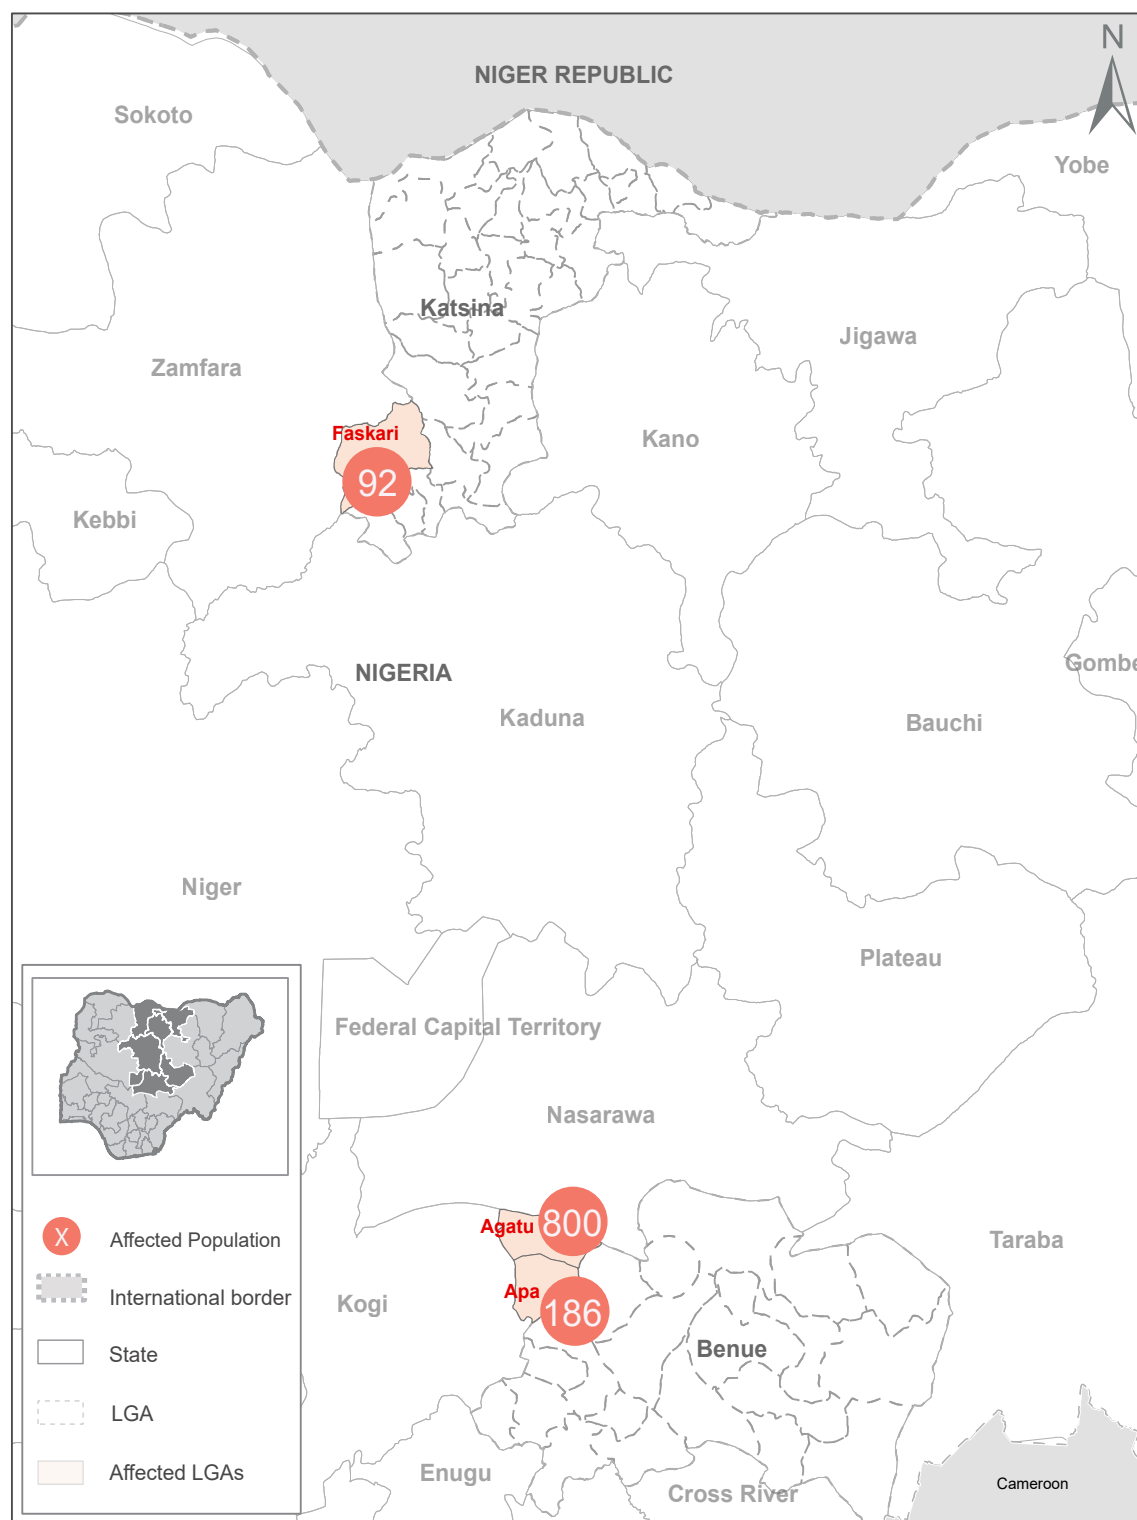 N
NIGER REPUBLIC
Sokoto
Yobe
Katsina
Jigawa
Zamfara
Faskari
Kano
92
Kebbi
NIGERIA
Gombe
Kaduna
Bauchi
Niger
Plateau
Federal Capital Territory
Nasarawa
Agatu
800
Taraba
Apa
186
Kogi
Benue
Enugu
Cross River
Cameroon
X
Affected Population
International border
State
LGA
Affected LGAs